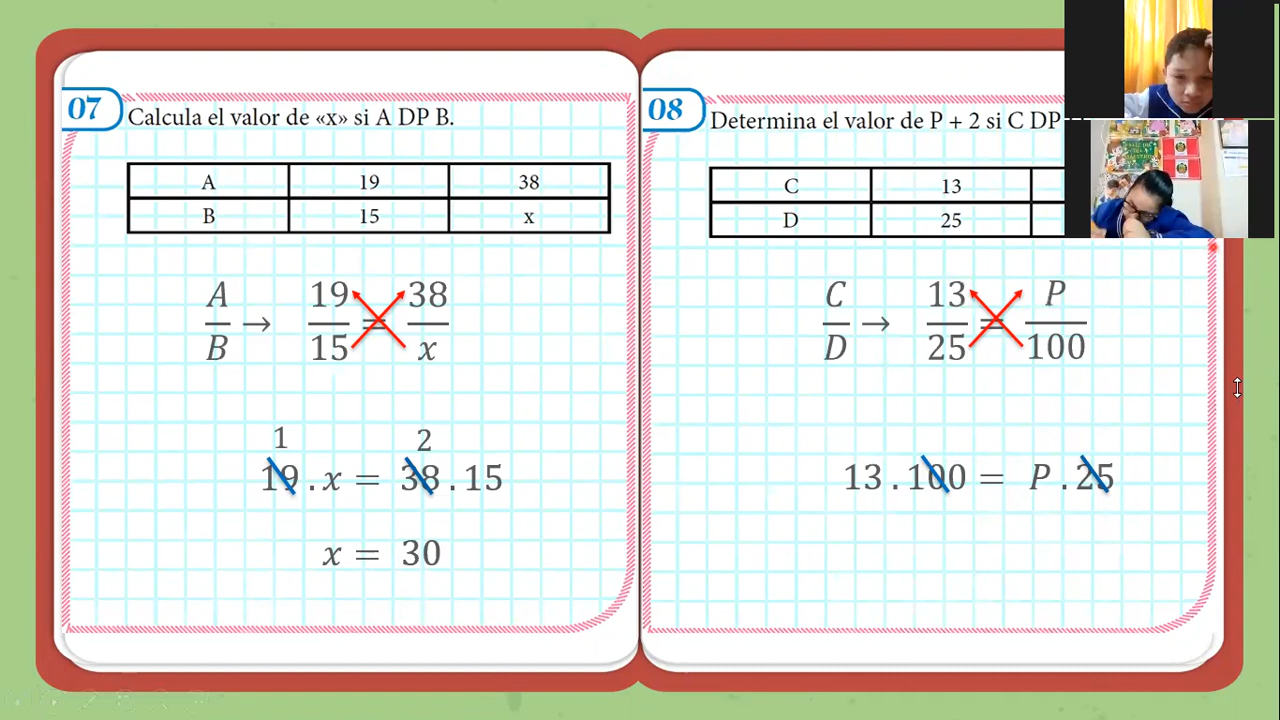 07
Calcula el valor de «x» si A DP B.
A 19 38
B 15 x
A/B → 19/15 = 38/x
1 2
19 . x = 38 . 15
x = 30
08
Determina el valor de P + 2 si C DP
C 13
D 25
C/D → 13/25 = P/100
13 . 100 = P . 25